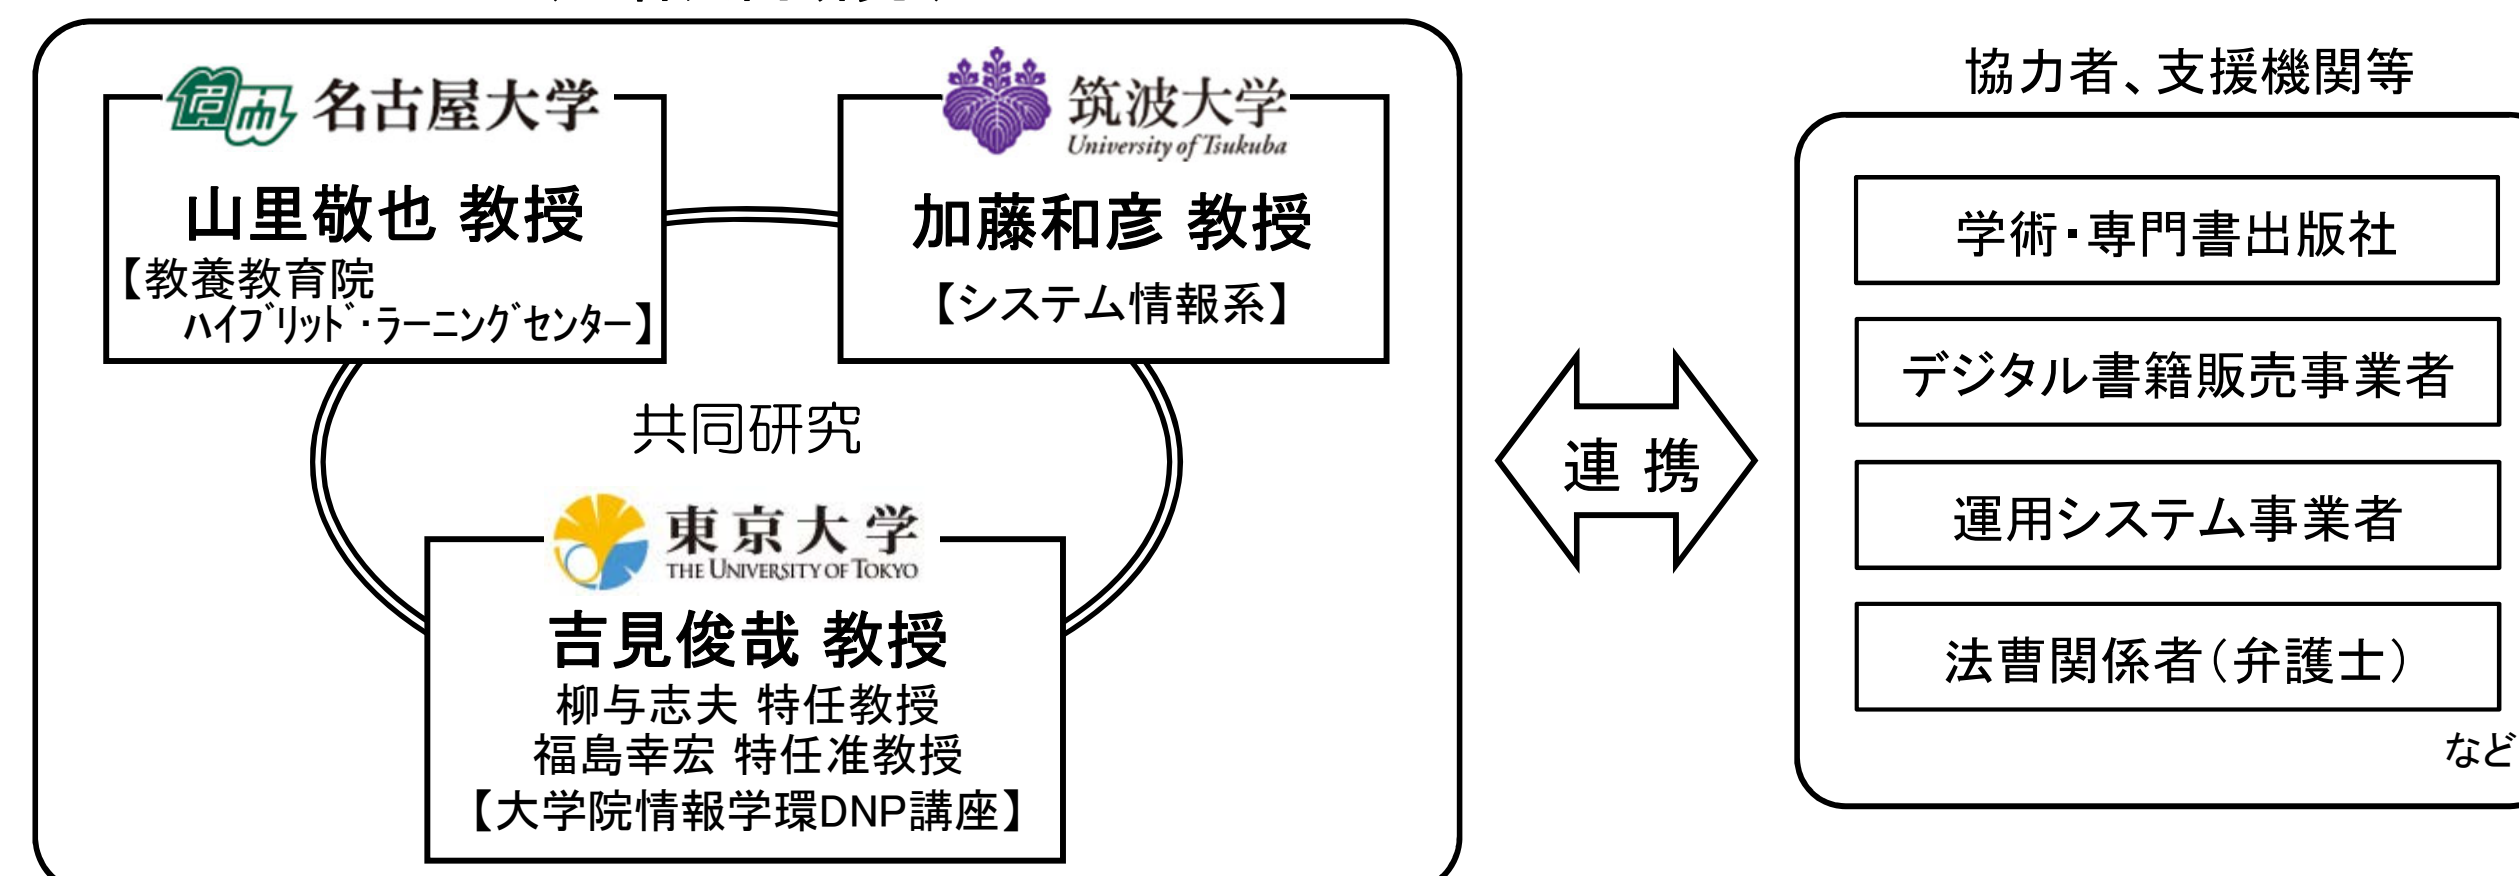 名古屋大学
山里敬也 教授
【教養教育院
ハイブリッド・ラーニングセンター】
筑波大学
University of Tsukuba
加藤和彦 教授
【システム情報系】
共同研究
東京大学
THE UNIVERSITY OF TOKYO
吉見俊哉 教授
柳与志夫 特任教授
福島幸宏 特任准教授
【大学院情報学環DNP講座】
連 携
協力者、支援機関等
学術・専門書出版社
デジタル書籍販売事業者
運用システム事業者
法曹関係者(弁護士)
など